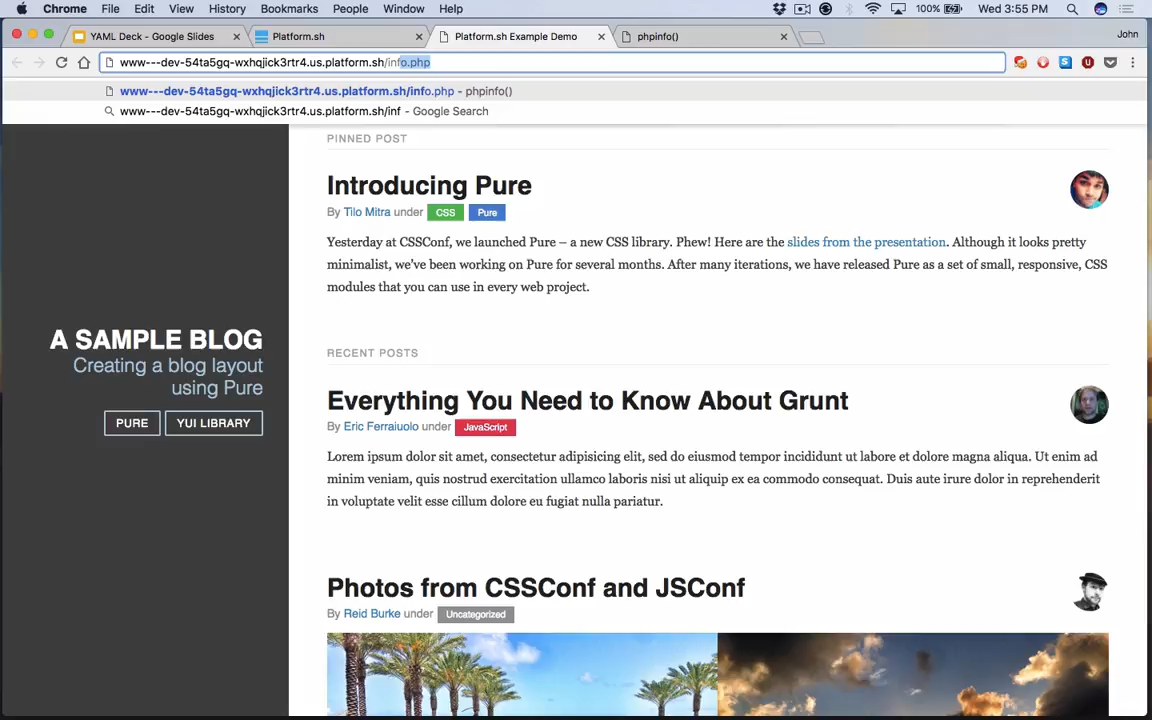 Chrome File Edit View History Bookmarks People Window Help 100% Wed 3:55 PM
YAML Deck - Google Slides Platform.sh Platform.sh Example Demo phpinfo() John
www---dev-54ta5gq-wxhqjick3rtr4.us.platform.sh/info.php
www---dev-54ta5gq-wxhqjick3rtr4.us.platform.sh/info.php - phpinfo()
www---dev-54ta5gq-wxhqjick3rtr4.us.platform.sh/inf - Google Search
A SAMPLE BLOG
Creating a blog layout
using Pure
PURE YUI LIBRARY
PINNED POST
Introducing Pure
By Tilo Mitra under CSS Pure
Yesterday at CSSConf, we launched Pure – a new CSS library. Phew! Here are the slides from the presentation. Although it looks pretty
minimalist, we've been working on Pure for several months. After many iterations, we have released Pure as a set of small, responsive, CSS
modules that you can use in every web project.
RECENT POSTS
Everything You Need to Know About Grunt
By Eric Ferraiuolo under JavaScript
Lorem ipsum dolor sit amet, consectetur adipisicing elit, sed do eiusmod tempor incididunt ut labore et dolore magna aliqua. Ut enim ad
minim veniam, quis nostrud exercitation ullamco laboris nisi ut aliquip ex ea commodo consequat. Duis aute irure dolor in reprehenderit
in voluptate velit esse cillum dolore eu fugiat nulla pariatur.
Photos from CSSConf and JSConf
By Reid Burke under Uncategorized